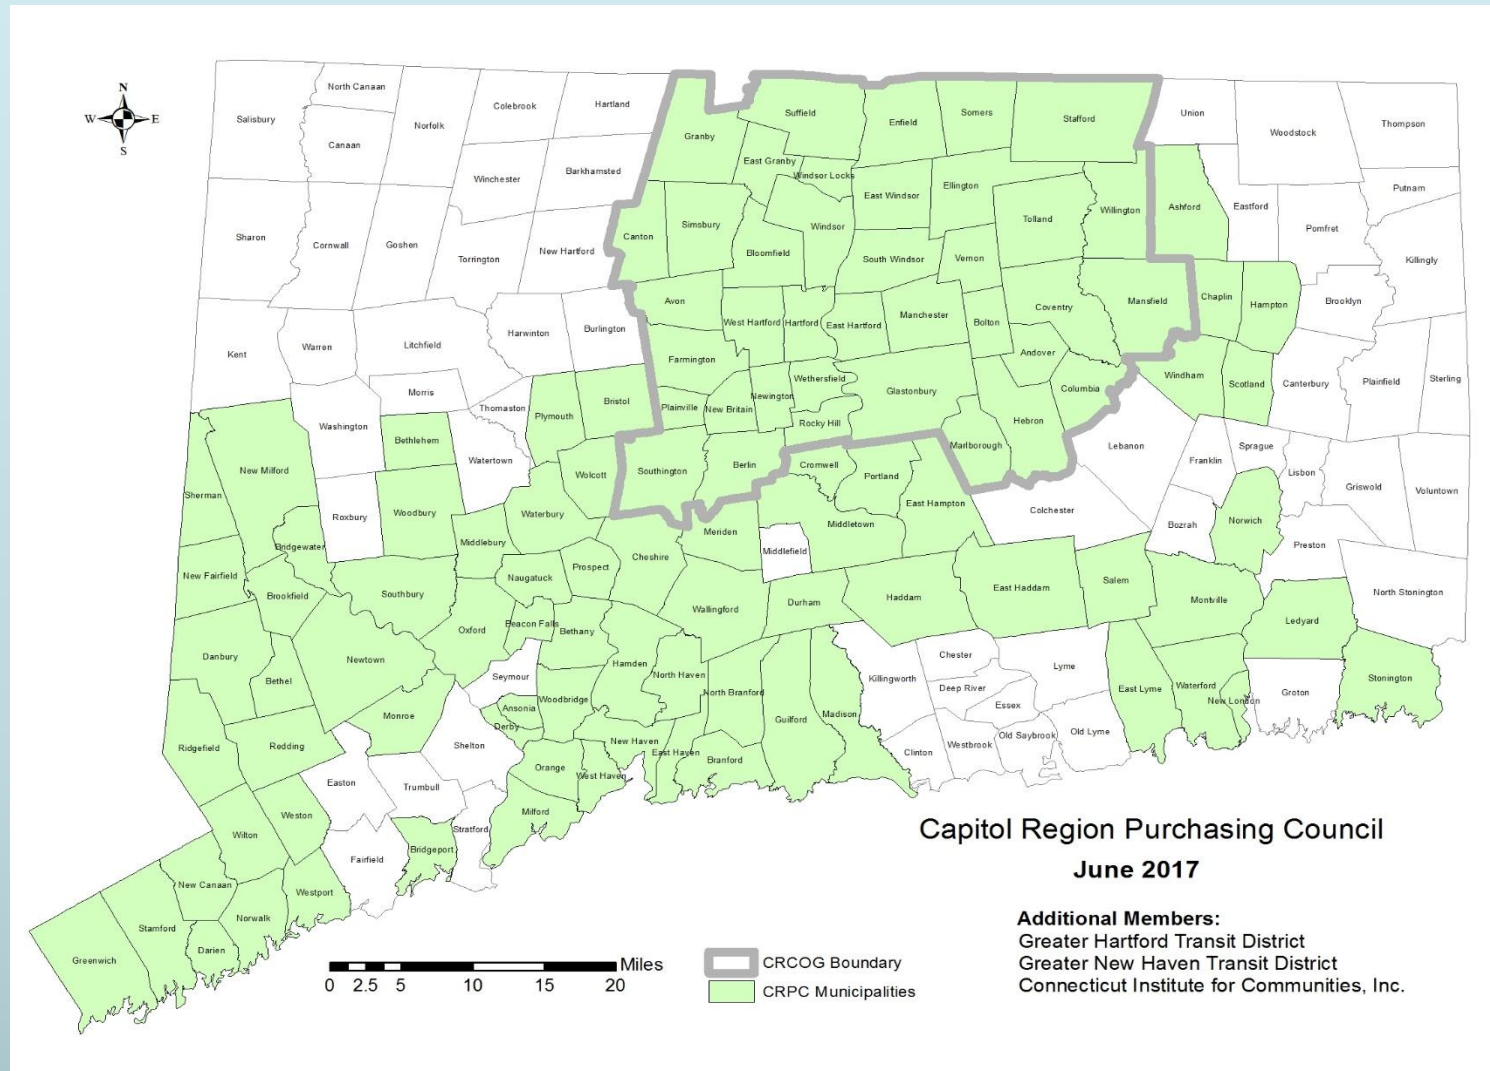 N
W E
S
Salisbury
North Canaan
Canaan
Norfolk
Colebrook
Hartland
Winchester
Barkhamsted
Sharon
Cornwall
Goshen
Torrington
New Hartford
Granby
Suffield
East Granby
Windsor Locks
Enfield
Somers
Stafford
Union
Woodstock
Thompson
Putnam
Canton
Simsbury
Bloomfield
Windsor
East Windsor
Ellington
Tolland
Willington
Ashford
Eastford
Pomfret
Killingly
South Windsor
Vernon
Kent
Warren
Litchfield
Harwinton
Burlington
Avon
West Hartford
Hartford
East Hartford
Manchester
Bolton
Coventry
Mansfield
Chaplin
Hampton
Brooklyn
Farmington
Andover
Morris
Thomaston
Plymouth
Bristol
Plainville
New Britain
Newington
Wethersfield
Rocky Hill
Glastonbury
Hebron
Columbia
Marlborough
Windham
Scotland
Canterbury
Plainfield
Sterling
Washington
Bethlehem
Watertown
Wolcott
Southington
Berlin
Cromwell
Portland
East Hampton
Lebanon
Franklin
Sprague
Lisbon
Griswold
Voluntown
New Milford
Sherman
Roxbury
Woodbury
Waterbury
Middlebury
Meriden
Middletown
Middlefield
Colchester
Bozrah
Norwich
Preston
Bridgewater
New Fairfield
Brookfield
Southbury
Naugatuck
Prospect
Cheshire
Wallingford
Durham
Haddam
East Haddam
Salem
Montville
Ledyard
North Stonington
Danbury
Bethel
Newtown
Oxford
Beacon Falls
Bethany
Hamden
North Haven
North Branford
Guilford
Madison
Killingworth
Chester
Deep River
Essex
Lyme
East Lyme
Waterford
New London
Groton
Stonington
Seymour
Ansonia
Derby
Woodbridge
Monroe
Shelton
Ridgefield
Redding
New Haven
East Haven
Branford
Clinton
Westbrook
Old Saybrook
Old Lyme
Orange
West Haven
Milford
Easton
Trumbull
Stratford
Weston
Wilton
Fairfield
Bridgeport
New Canaan
Westport
Norwalk
Stamford
Darien
Greenwich
Capitol Region Purchasing Council
June 2017
Additional Members:
Greater Hartford Transit District
Greater New Haven Transit District
Connecticut Institute for Communities, Inc.
Miles
0 2.5 5 10 15 20
CRCOG Boundary
CRPC Municipalities